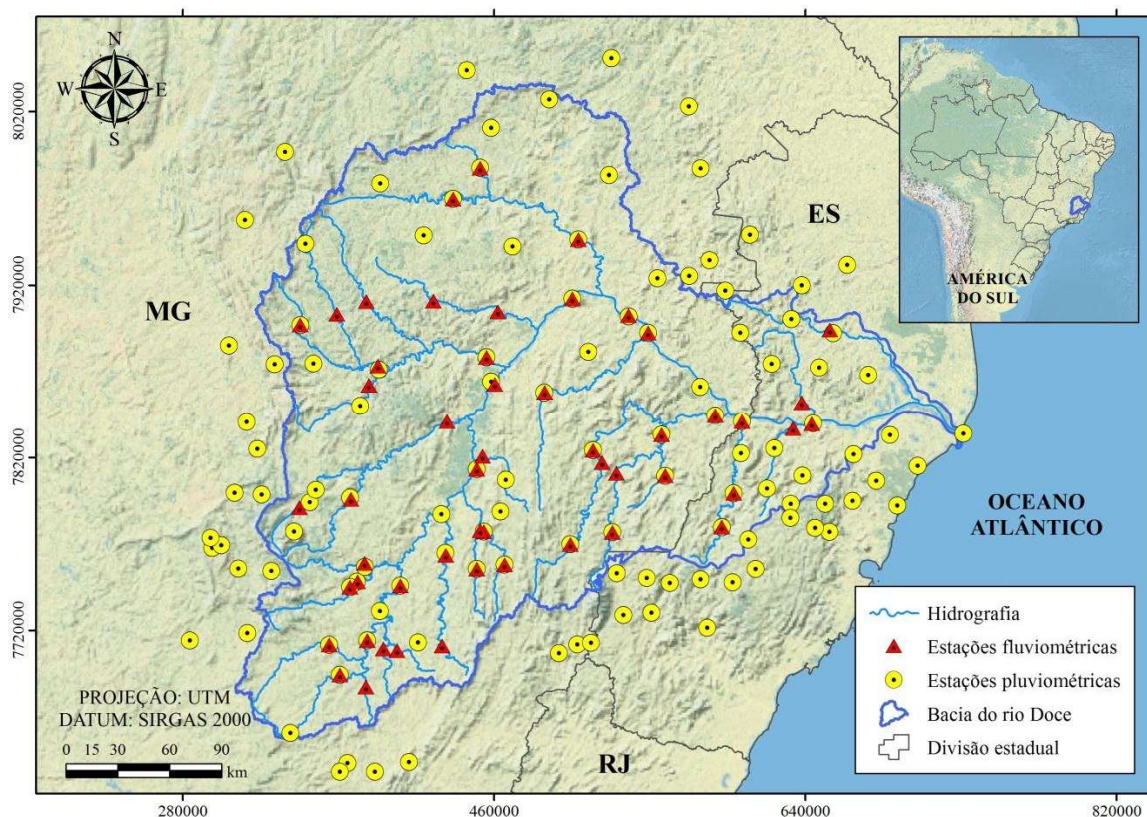 N
W
E
S
8020000
7920000
7820000
7720000
MG
ES
RJ
AMÉRICA
DO SUL
OCEANO
ATLÂNTICO
PROJEÇÃO: UTM
DATUM: SIRGAS 2000
0 15 30 60 90
km
Hidrografia
Estações fluviométricas
Estações pluviométricas
Bacia do rio Doce
Divisão estadual
280000
460000
640000
820000